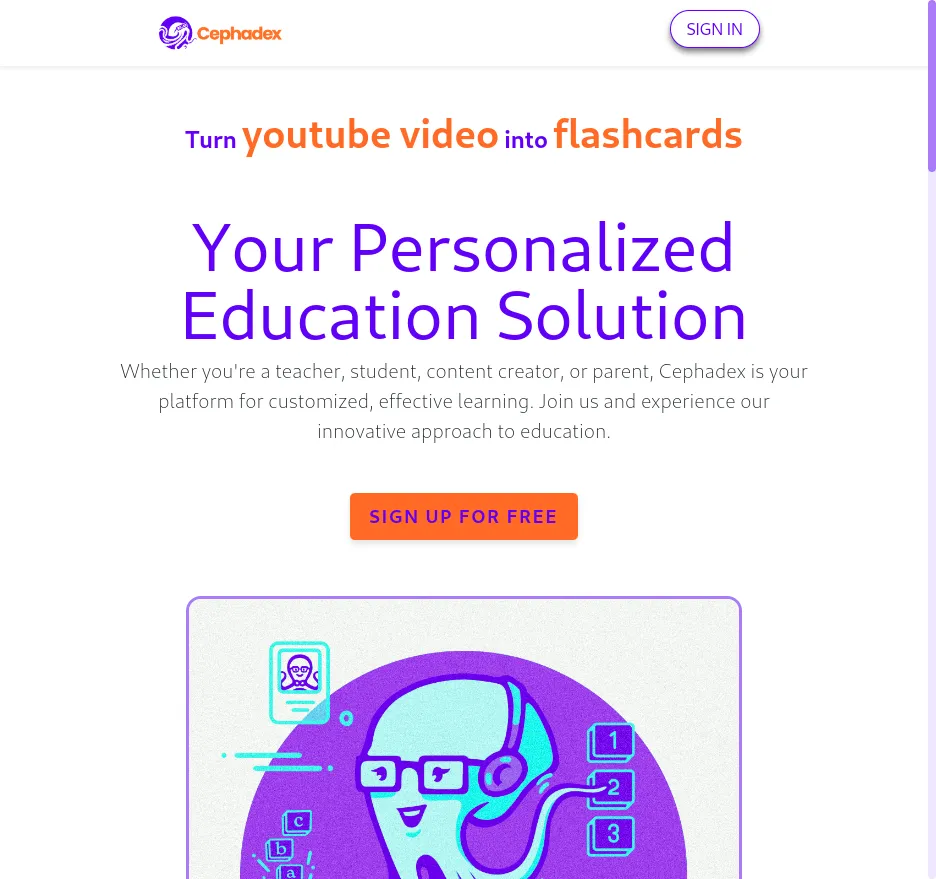 Cephadex
SIGN IN
Turn youtube video into flashcards
Your Personalized
Education Solution
Whether you're a teacher, student, content creator, or parent, Cephadex is your
platform for customized, effective learning. Join us and experience our
innovative approach to education.
SIGN UP FOR FREE
1
2
3
c
b
a